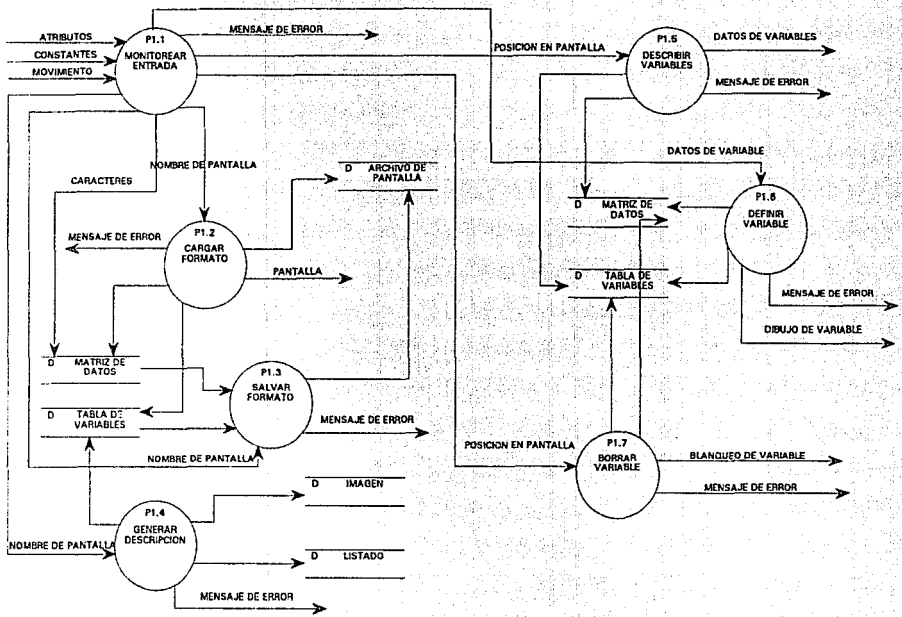 ATRIBUTOS
CONSTANTES
MOVIMIENTO
P1.1
MONITOREAR
ENTRADA
MENSAJE DE ERROR
POSICION EN PANTALLA
P1.5
DESCRIBIR
VARIABLES
DATOS DE VARIABLES
MENSAJE DE ERROR
NOMBRE DE PANTALLA
CARACTERES
D ARCHIVO DE
PANTALLA
DATOS DE VARIABLE
P1.6
DEFINIR
VARIABLE
D MATRIZ DE
DATOS
MENSAJE DE ERROR
P1.2
CARGAR
FORMATO
PANTALLA
D TABLA DE
VARIABLES
MENSAJE DE ERROR
DIBUJO DE VARIABLE
D MATRIZ DE
DATOS
P1.3
SALVAR
FORMATO
D TABLA DE
VARIABLES
MENSAJE DE ERROR
NOMBRE DE PANTALLA
POSICION EN PANTALLA
P1.7
BORRAR
VARIABLE
BLANQUEO DE VARIABLE
MENSAJE DE ERROR
D IMAGEN
P1.4
GENERAR
DESCRIPCION
NOMBRE DE PANTALLA
D LISTADO
MENSAJE DE ERROR